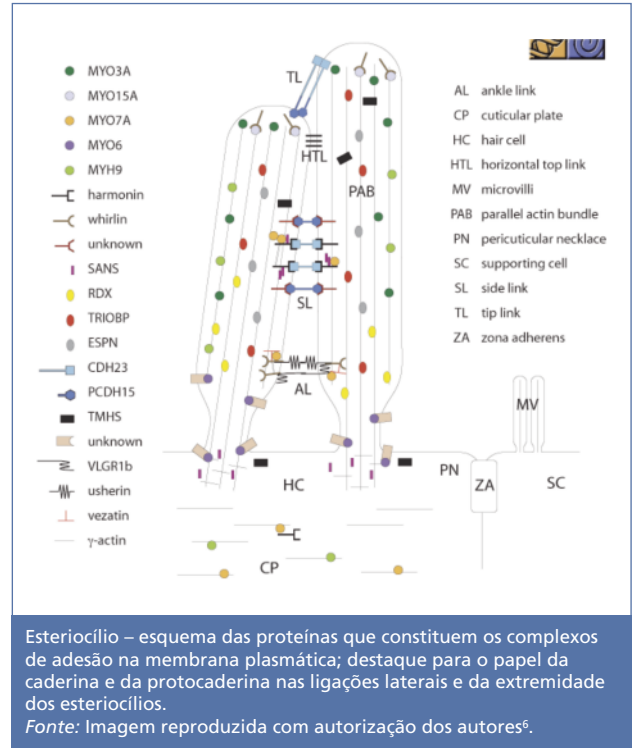 MYO3A
MYO15A
MYO7A
MYO6
MYH9
harmonin
whirlin
unknown
SANS
RDX
TRIOBP
ESPN
CDH23
PCDH15
TMHS
unknown
VLGR1b
usherin
vezatin
γ-actin
TL
HTL
PAB
SL
AL
HC
CP
PN
ZA
MV
SC
AL ankle link
CP cuticular plate
HC hair cell
HTL horizontal top link
MV microvilli
PAB parallel actin bundle
PN pericuticular necklace
SC supporting cell
SL side link
TL tip link
ZA zona adherens
Esteriocílio – esquema das proteínas que constituem os complexos
de adesão na membrana plasmática; destaque para o papel da
caderina e da protocaderina nas ligações laterais e da extremidade
dos esteriocílios.
Fonte: Imagem reproduzida com autorização dos autores⁶.